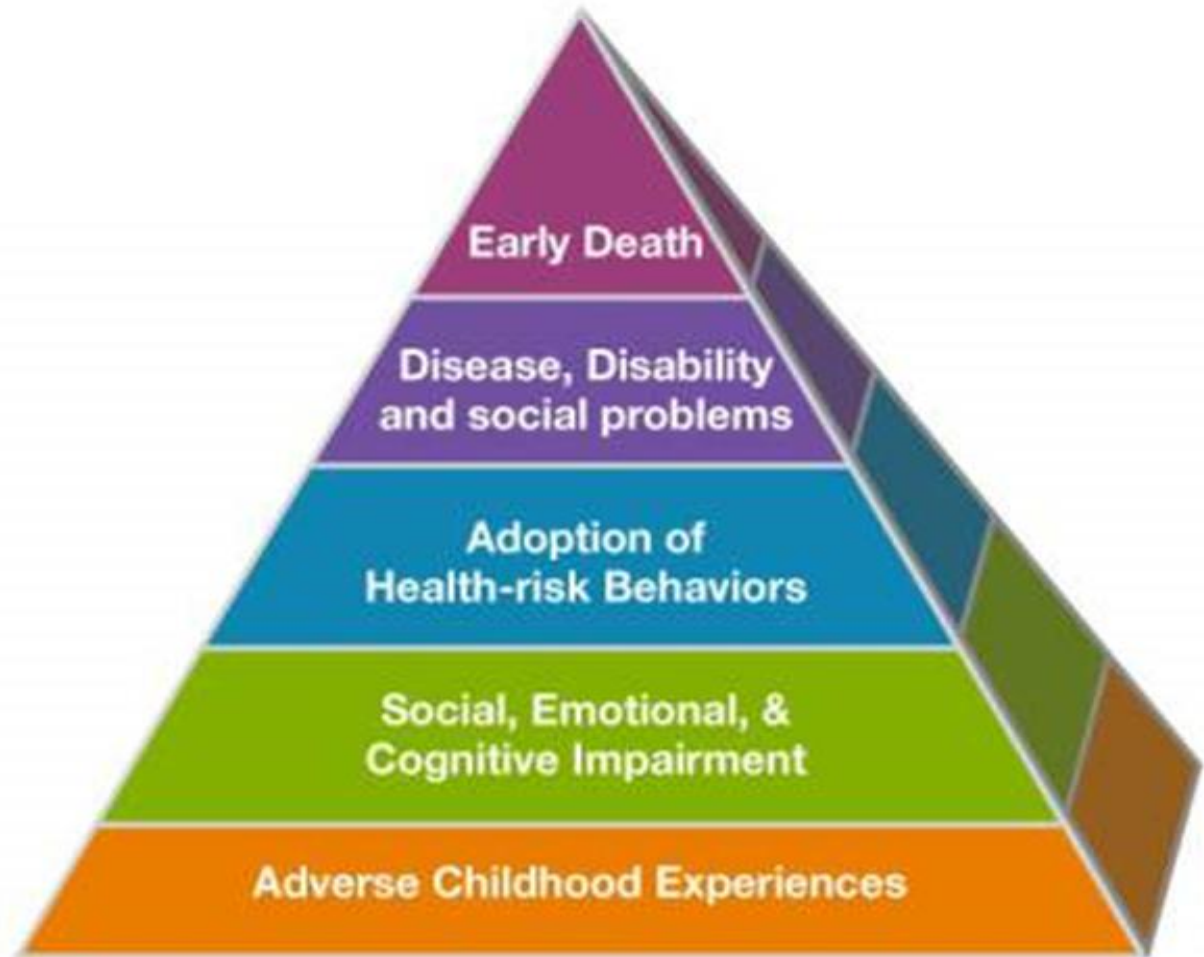 Early Death
Disease, Disability
and social problems
Adoption of
Health-risk Behaviors
Social, Emotional, &
Cognitive Impairment
Adverse Childhood Experiences